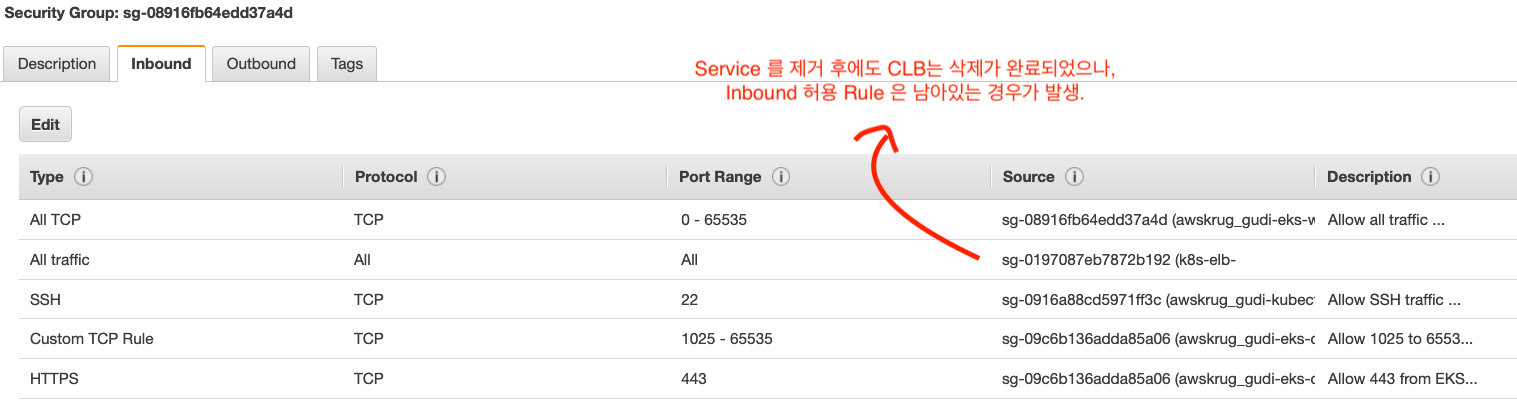 Security Group: sg-08916fb64edd37a4d
Description Inbound Outbound Tags
Service 를 제거 후에도 CLB는 삭제가 완료되었으나,
Inbound 허용 Rule 은 남아있는 경우가 발생.
Edit
Type Protocol Port Range Source Description
All TCP TCP 0 - 65535 sg-08916fb64edd37a4d (awskrug_gudi-eks-w Allow all traffic ...
All traffic All All sg-0197087eb7872b192 (k8s-elb-
SSH TCP 22 sg-0916a88cd5971ff3c (awskrug_gudi-kubec Allow SSH traffic ...
Custom TCP Rule TCP 1025 - 65535 sg-09c6b136adda85a06 (awskrug_gudi-eks-c Allow 1025 to 6553...
HTTPS TCP 443 sg-09c6b136adda85a06 (awskrug_gudi-eks-c Allow 443 from EKS...